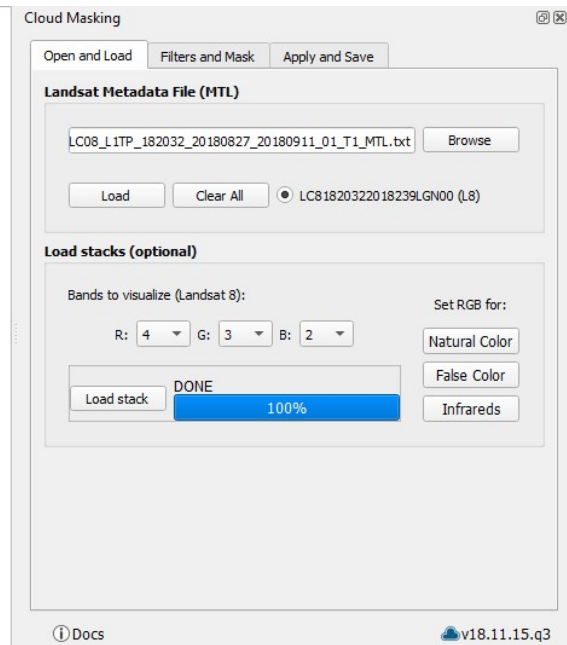 Cloud Masking
Open and Load Filters and Mask Apply and Save
Landsat Metadata File (MTL)
LC08_L1TP_182032_20180827_20180911_01_T1_MTL.txt Browse
Load Clear All LC81820322018239LGN00 (L8)
Load stacks (optional)
Bands to visualize (Landsat 8):
Set RGB for:
R: 4 G: 3 B: 2
Natural Color
False Color
DONE
Load stack
100%
Infrareds
Docs v18.11.15.q3